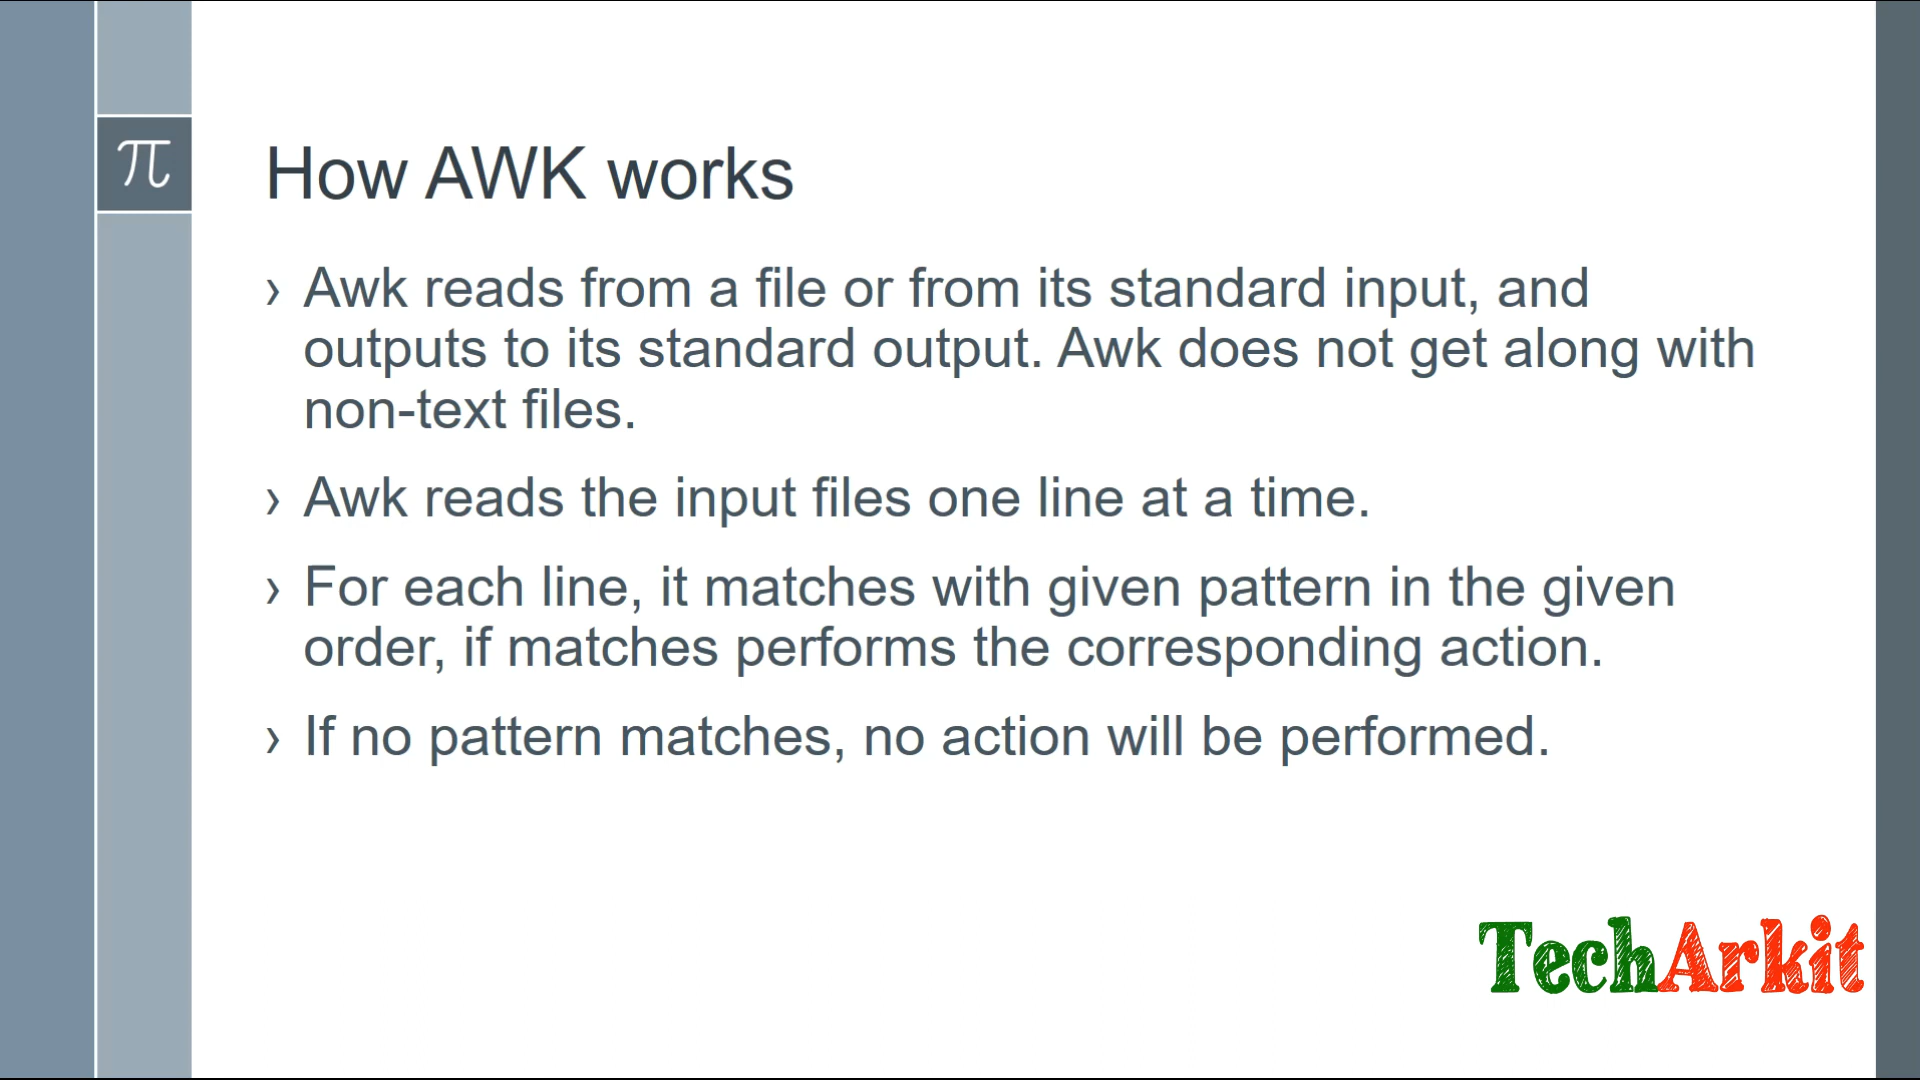 π
How AWK works
› Awk reads from a file or from its standard input, and
outputs to its standard output. Awk does not get along with
non-text files.
› Awk reads the input files one line at a time.
› For each line, it matches with given pattern in the given
order, if matches performs the corresponding action.
› If no pattern matches, no action will be performed.
TechArkit